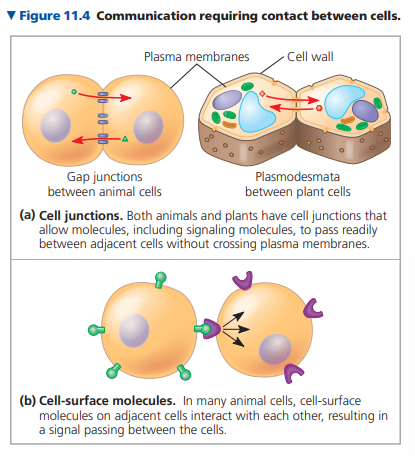 ▼ Figure 11.4 Communication requiring contact between cells.
Plasma membranes
Cell wall
Gap junctions
between animal cells
Plasmodesmata
between plant cells
(a) Cell junctions. Both animals and plants have cell junctions that
allow molecules, including signaling molecules, to pass readily
between adjacent cells without crossing plasma membranes.
(b) Cell-surface molecules. In many animal cells, cell-surface
molecules on adjacent cells interact with each other, resulting in
a signal passing between the cells.